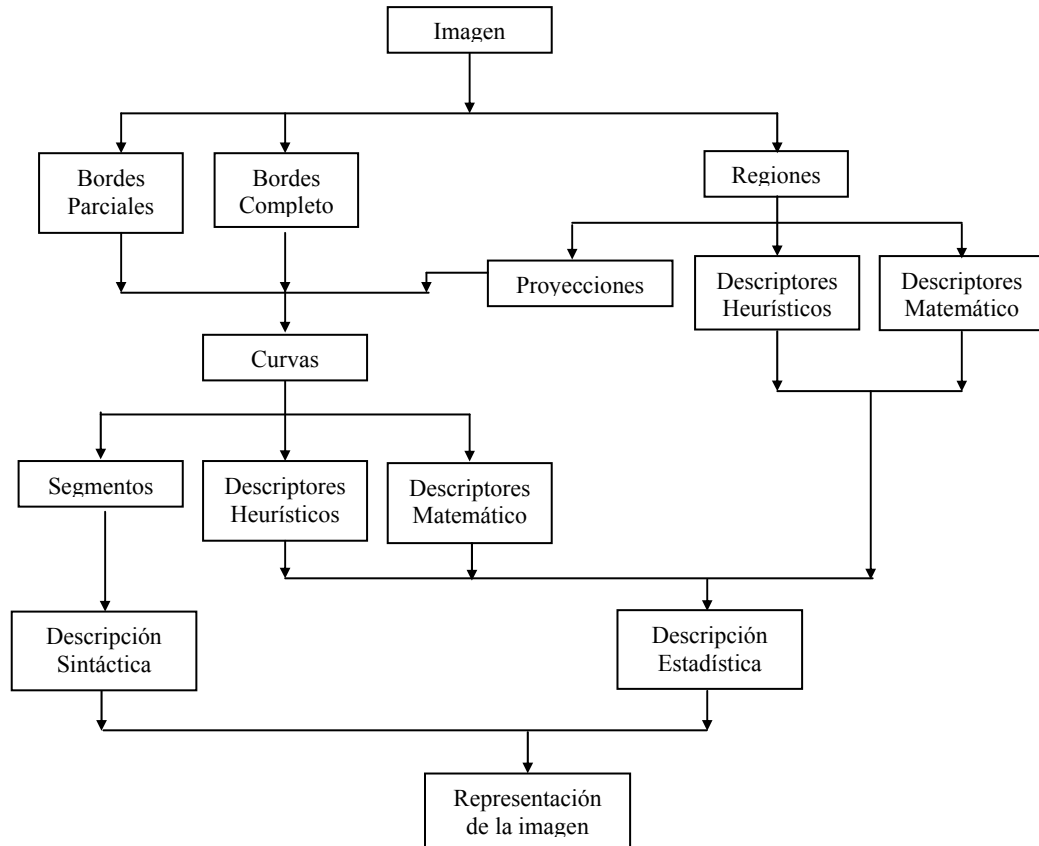 Imagen
Bordes
Parciales
Bordes
Completo
Regiones
Proyecciones
Descriptores
Heurísticos
Descriptores
Matemático
Curvas
Segmentos
Descriptores
Heurísticos
Descriptores
Matemático
Descripción
Sintáctica
Descripción
Estadística
Representación
de la imagen